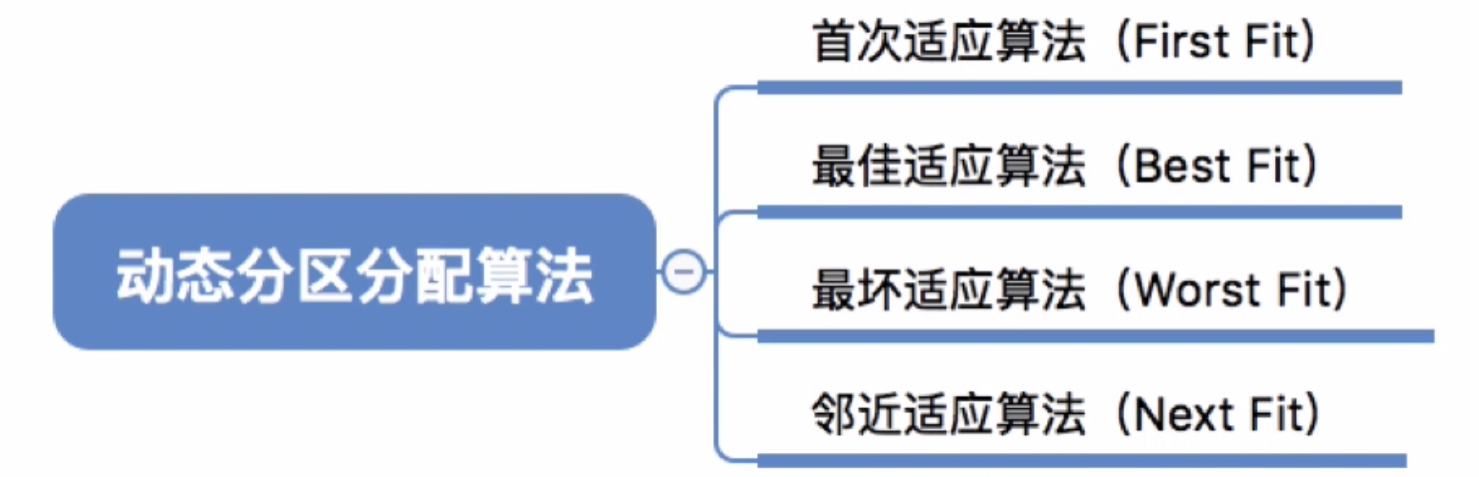 首次适应算法（First Fit）
最佳适应算法（Best Fit）
动态分区分配算法
最坏适应算法（Worst Fit）
邻近适应算法（Next Fit）